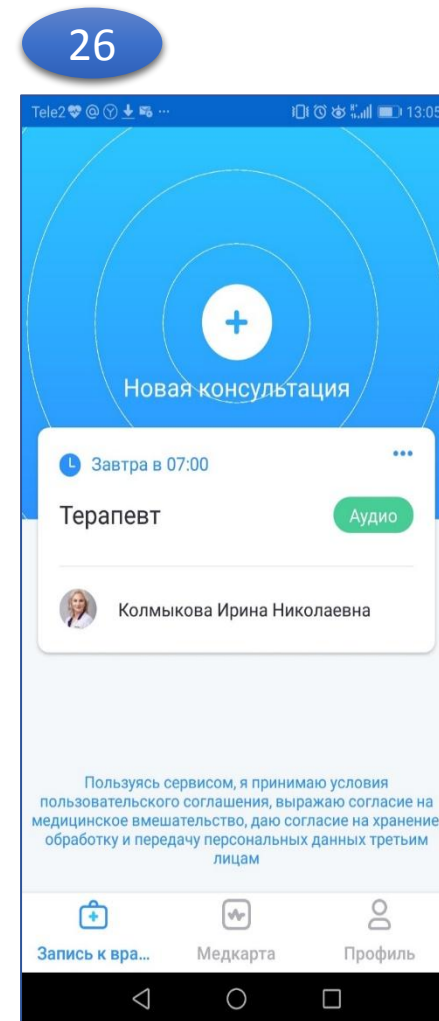 26
Tele2 13:05
Новая консультация
Завтра в 07:00
Терапевт
Аудио
Колмыкова Ирина Николаевна
Пользуясь сервисом, я принимаю условия
пользовательского соглашения, выражаю согласие на
медицинское вмешательство, даю согласие на хранение
обработку и передачу персональных данных третьим
лицам
Запись к вра... Медкарта Профиль